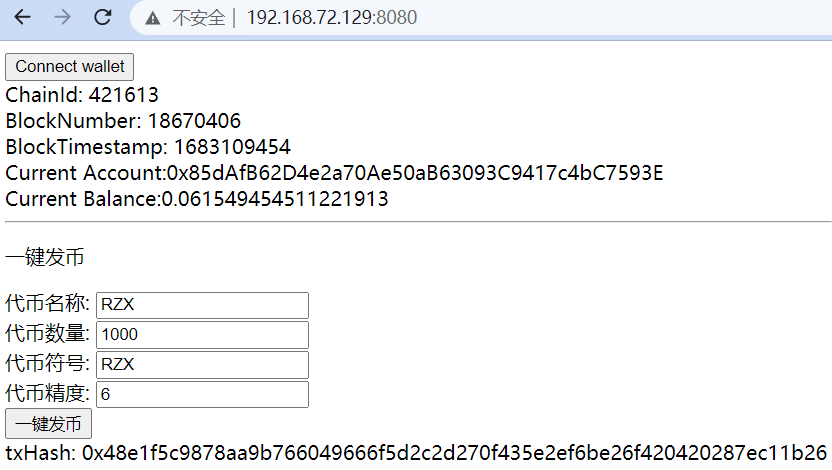 不安全 | 192.168.72.129:8080
Connect wallet
ChainId: 421613
BlockNumber: 18670406
BlockTimestamp: 1683109454
Current Account:0x85dAfB62D4e2a70Ae50aB63093C9417c4bC7593E
Current Balance:0.061549454511221913
一键发币
代币名称: RZX
代币数量: 1000
代币符号: RZX
代币精度: 6
一键发币
txHash: 0x48e1f5c9878aa9b766049666f5d2c2d270f435e2ef6be26f420420287ec11b26